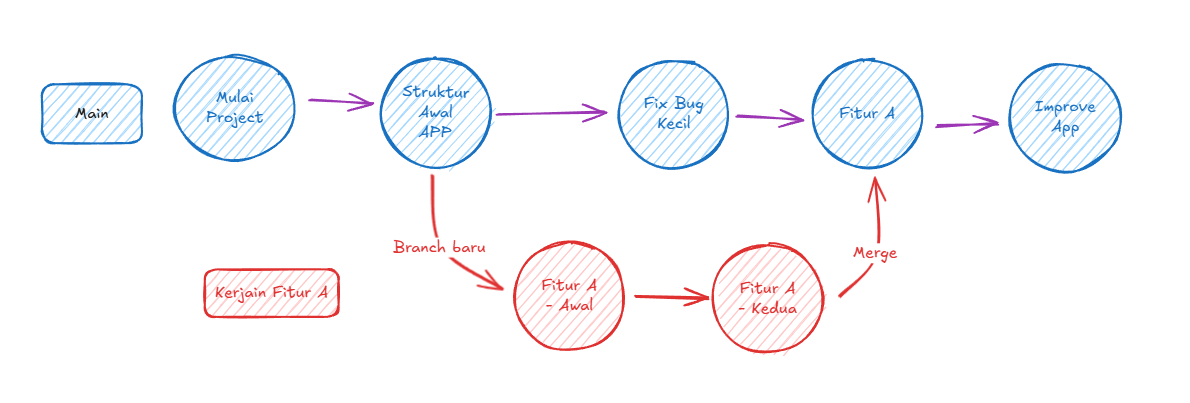 Main
Mulai
Project
Struktur
Awal
APP
Fix Bug
Kecil
Fitur A
Improve
App
Branch baru
Merge
Kerjain Fitur A
Fitur A
- Awal
Fitur A
- Kedua